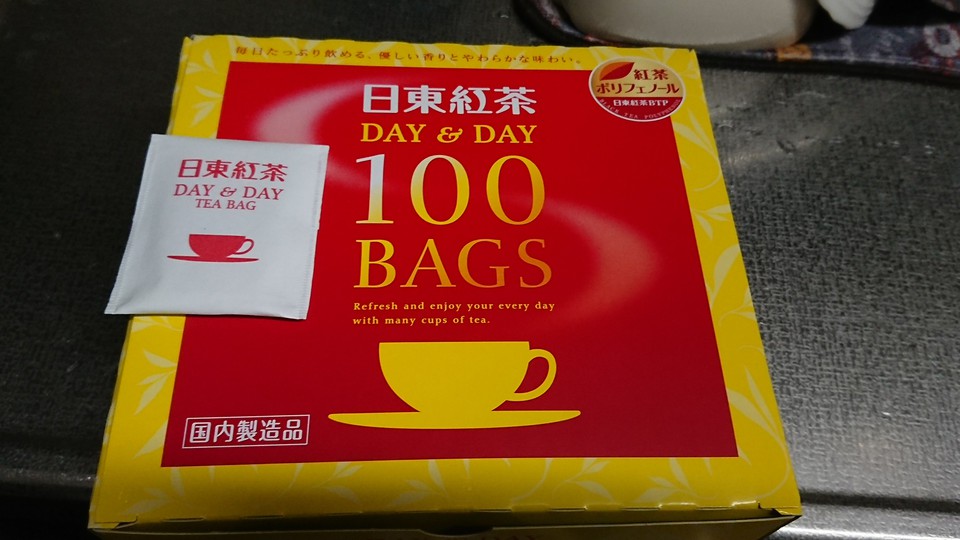 毎日たっぷり飲める、優しい香りとやわらかな味わい。
紅茶
ポリフェノール
日東紅茶BTP
BLACK TEA POLYPHENOL
日東紅茶
DAY & DAY
100
BAGS
Refresh and enjoy your every day
with many cups of tea.
国内製造品
日東紅茶
DAY & DAY
TEA BAG